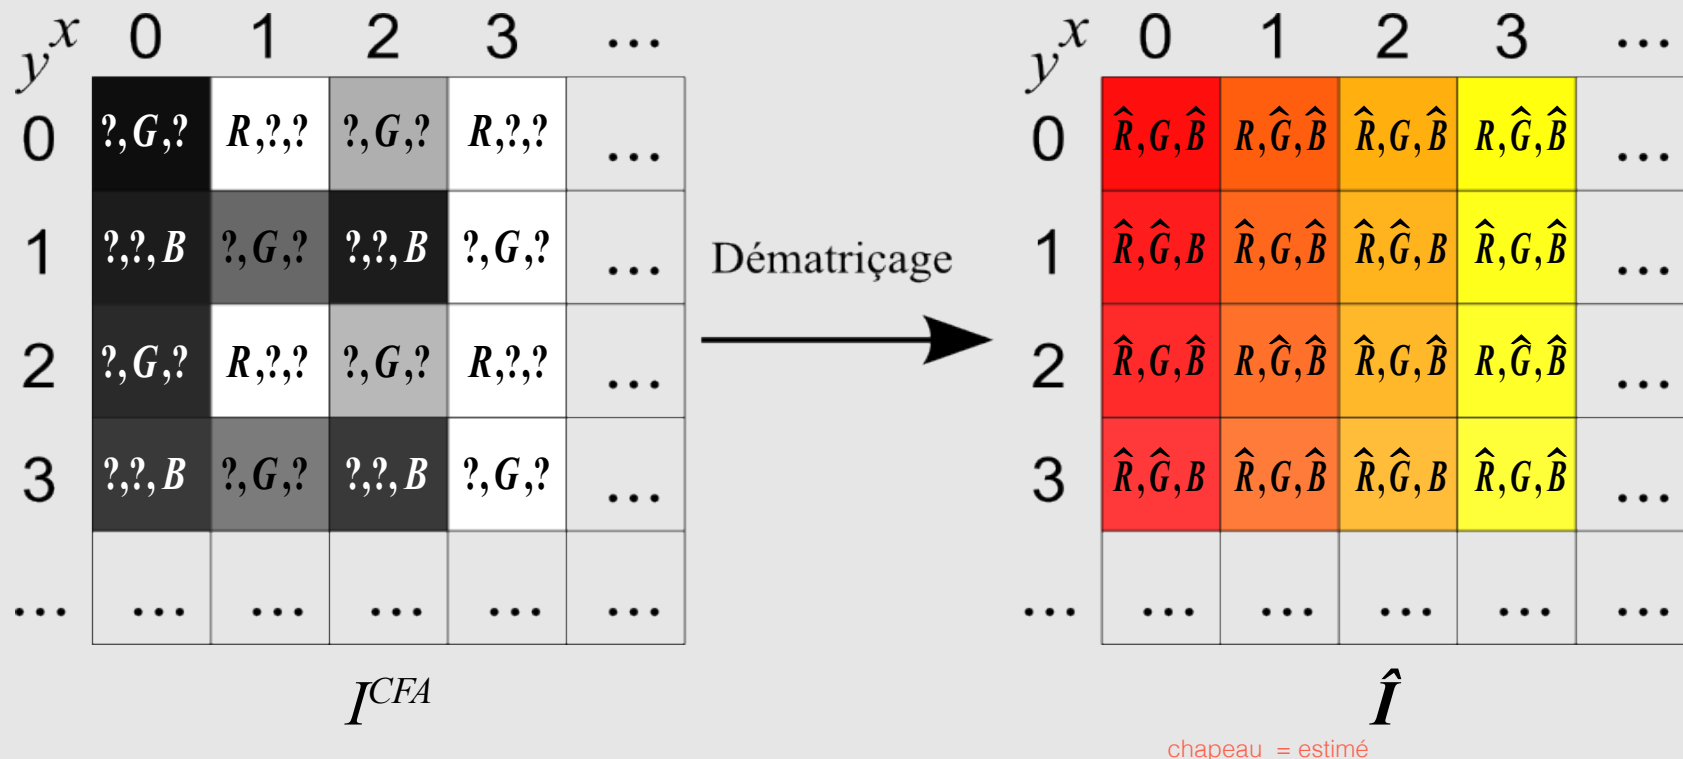 x 0 1 2 3 ... x 0 1 2 3 ...
y y
0 ?,G,? R,?,? ?,G,? R,?,? ... 0 R̂,G,B̂ R,Ĝ,B̂ R̂,G,B̂ R,Ĝ,B̂ ...
1 ?,?,B ?,G,? ?,?,B ?,G,? ... Dématriçage 1 R̂,Ĝ,B R̂,G,B̂ R̂,Ĝ,B R̂,G,B̂ ...
2 ?,G,? R,?,? ?,G,? R,?,? ... 2 R̂,G,B̂ R,Ĝ,B̂ R̂,G,B̂ R,Ĝ,B̂ ...
3 ?,?,B ?,G,? ?,?,B ?,G,? ... 3 R̂,Ĝ,B R̂,G,B̂ R̂,Ĝ,B R̂,G,B̂ ...
... ... ... ... ... ... ... ... ... ... ... ...
I^CFA Î
chapeau = estimé